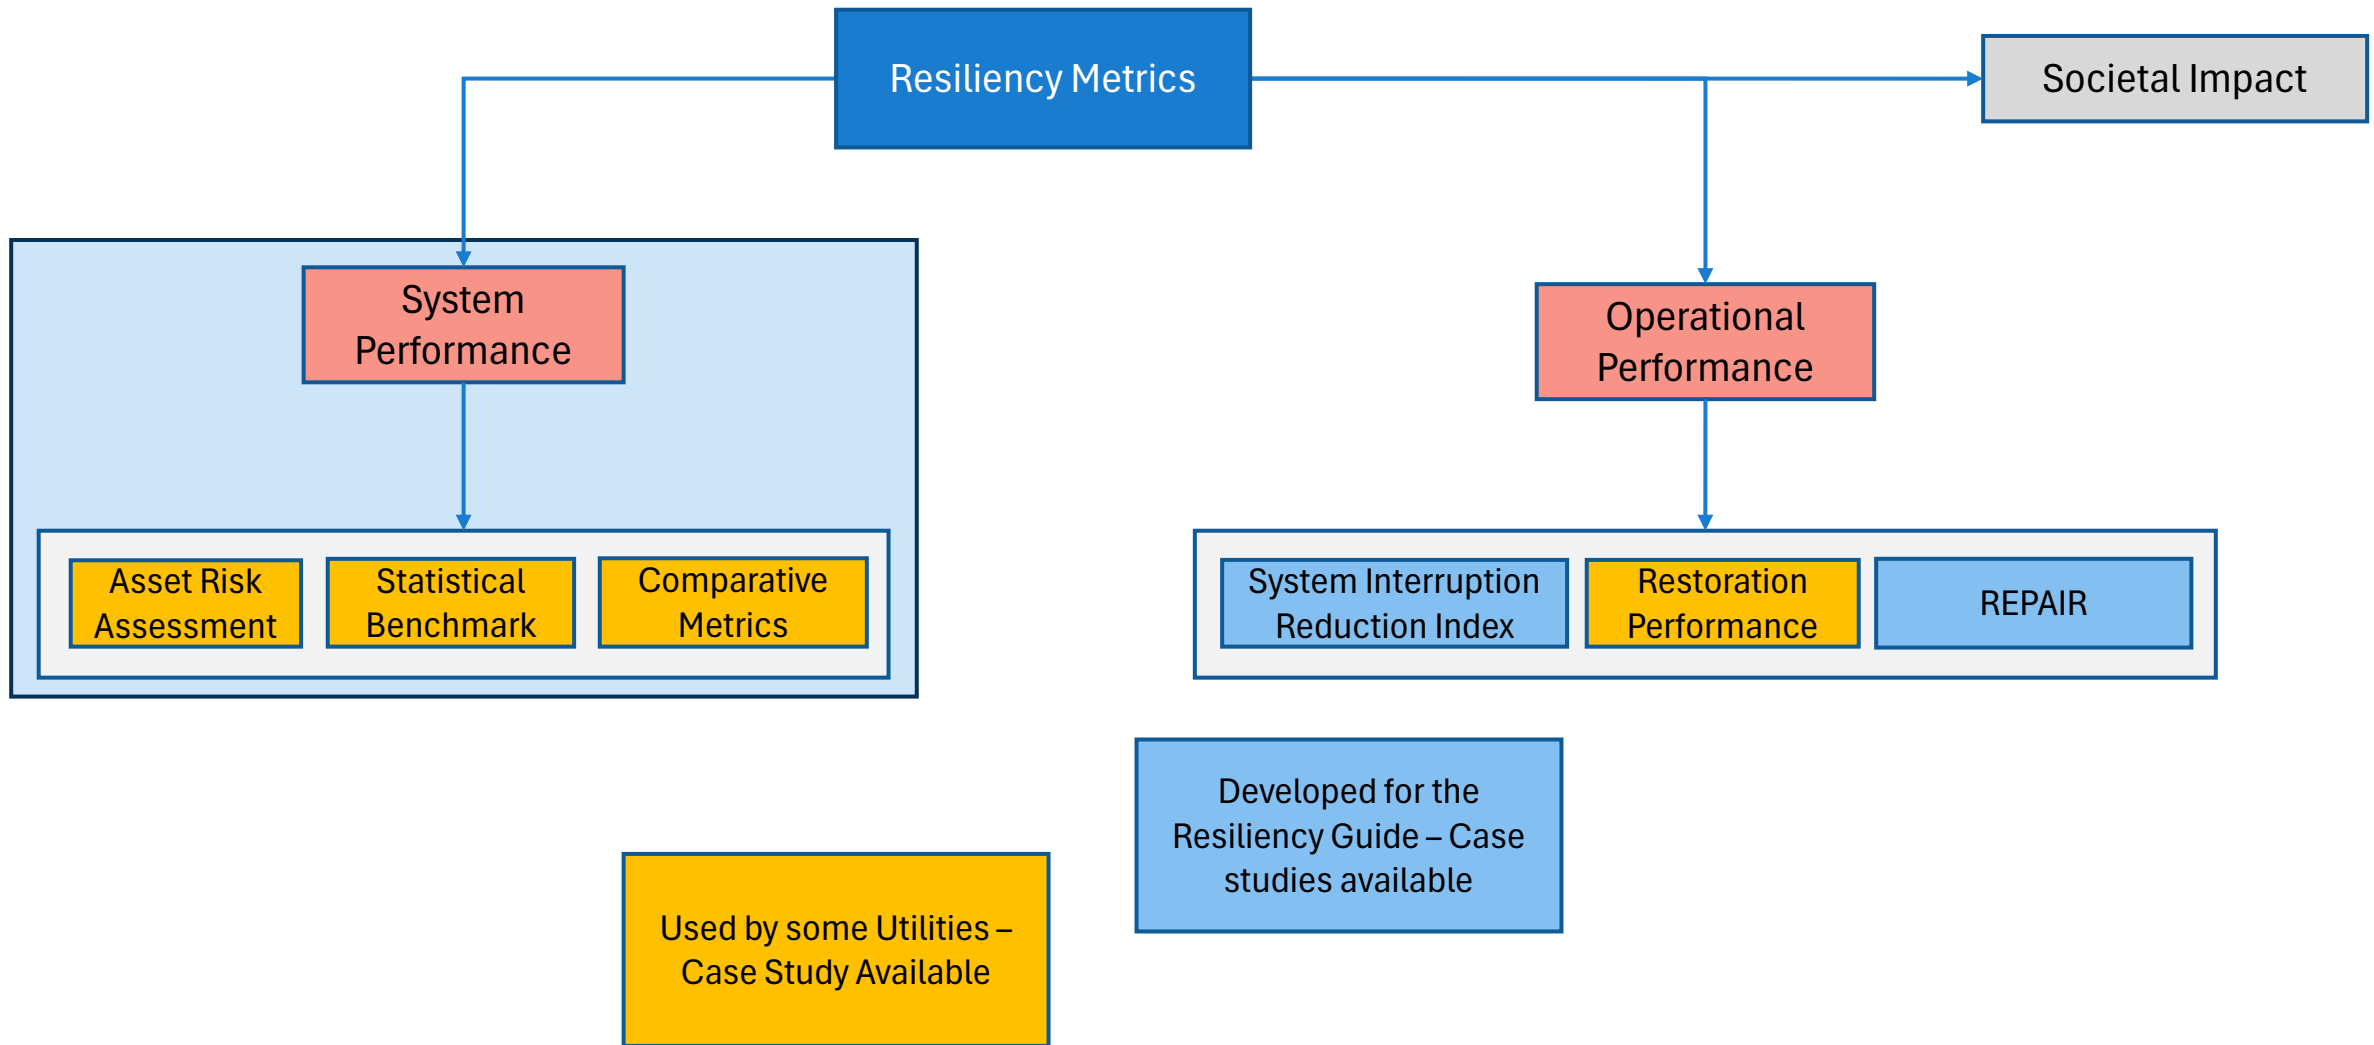 Resiliency Metrics
Societal Impact
System
Performance
Operational
Performance
Asset Risk
Assessment
Statistical
Benchmark
Comparative
Metrics
System Interruption
Reduction Index
Restoration
Performance
REPAIR
Developed for the
Resiliency Guide – Case
studies available
Used by some Utilities –
Case Study Available